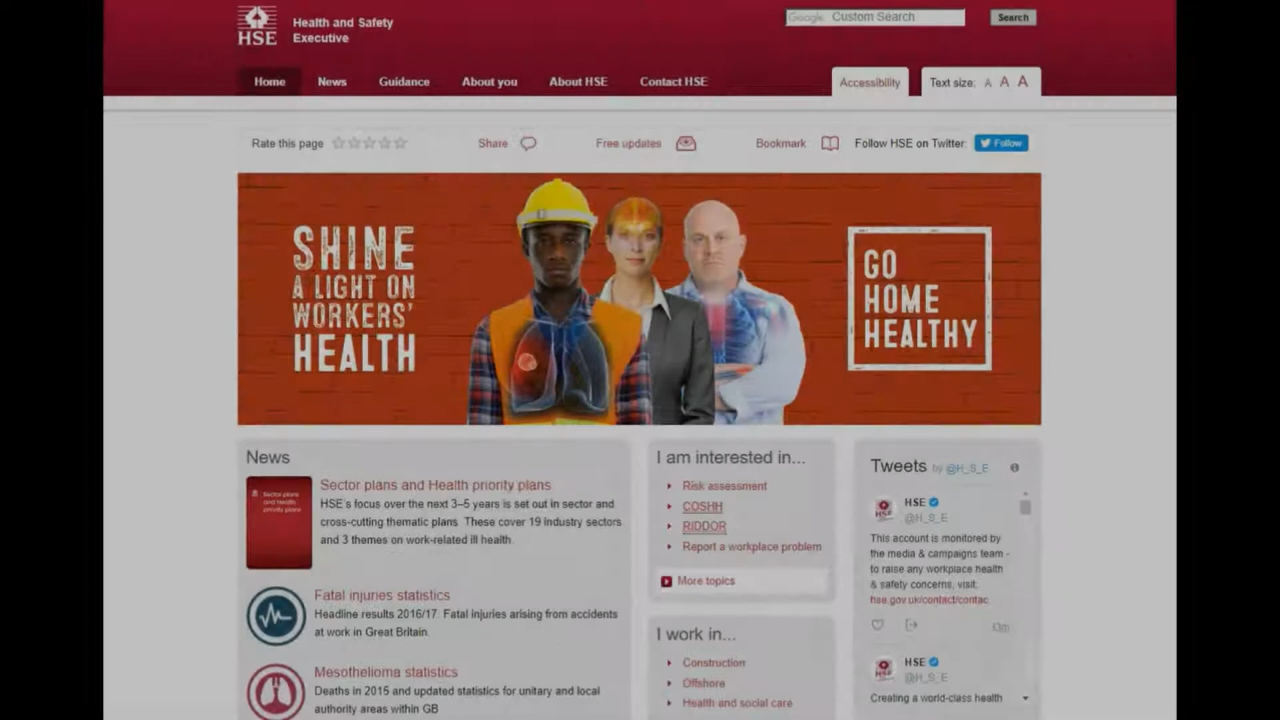 HSE
Health and Safety
Executive
Google Custom Search
Search
Home
News
Guidance
About you
About HSE
Contact HSE
Accessibility
Text size: A A A
Rate this page
Share
Free updates
Bookmark
Follow HSE on Twitter:
Follow
SHINE
A LIGHT ON
WORKERS'
HEALTH
GO
HOME
HEALTHY
News
Sector plans
and Health
priority plans
Sector plans and Health priority plans
HSE's focus over the next 3–5 years is set out in sector and
cross-cutting thematic plans. These cover 19 industry sectors
and 3 themes on work-related ill health.
Fatal injuries statistics
Headline results 2016/17. Fatal injuries arising from accidents
at work in Great Britain.
Mesothelioma statistics
Deaths in 2015 and updated statistics for unitary and local
authority areas within GB
I am interested in...
Risk assessment
COSHH
RIDDOR
Report a workplace problem
More topics
I work in...
Construction
Offshore
Health and social care
Tweets by @H_S_E
HSE
HSE
@H_S_E
This account is monitored by
the media & campaigns team -
to raise any workplace health
& safety concerns, visit:
hse.gov.uk/contact/contac
HSE
HSE
@H_S_E
Creating a world-class health